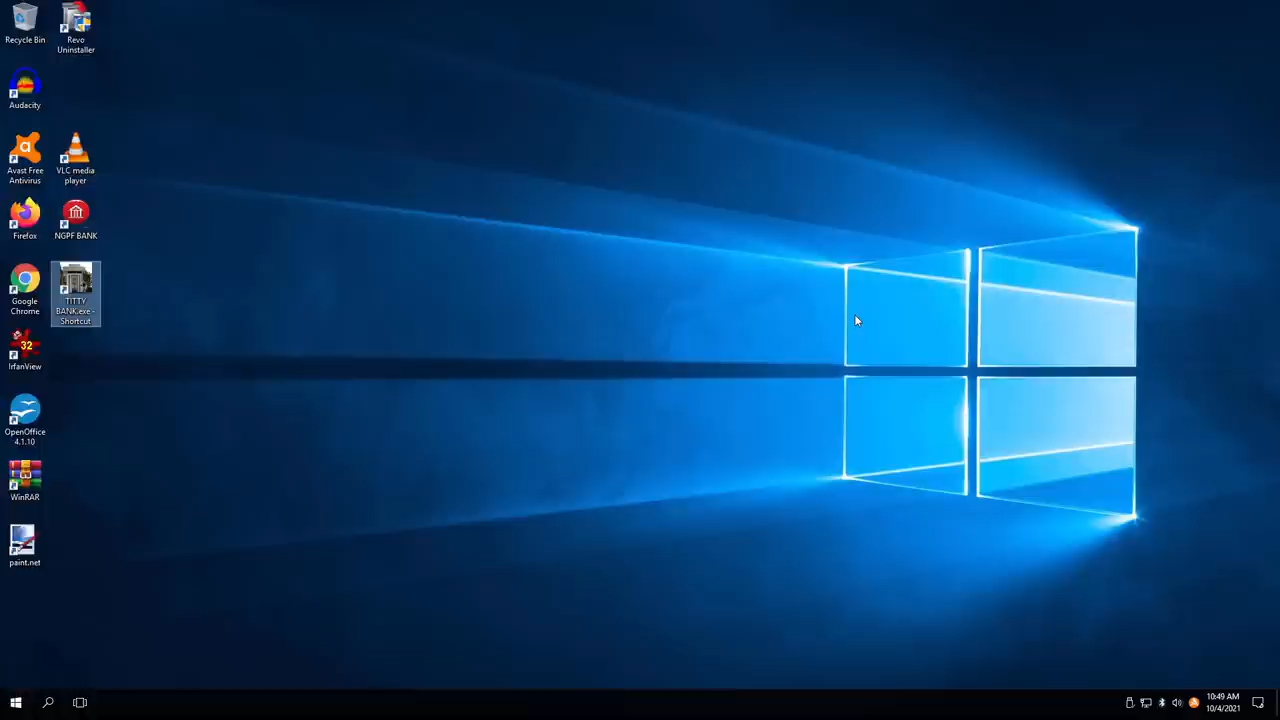 Recycle Bin
Revo
Uninstaller
Audacity
Avast Free
Antivirus
VLC media
player
Firefox
NGPF BANK
Google
Chrome
TITTY
BANK.exe -
Shortcut
32
IrfanView
OpenOffice
4.1.10
WinRAR
paint.net
10:49 AM
10/4/2021